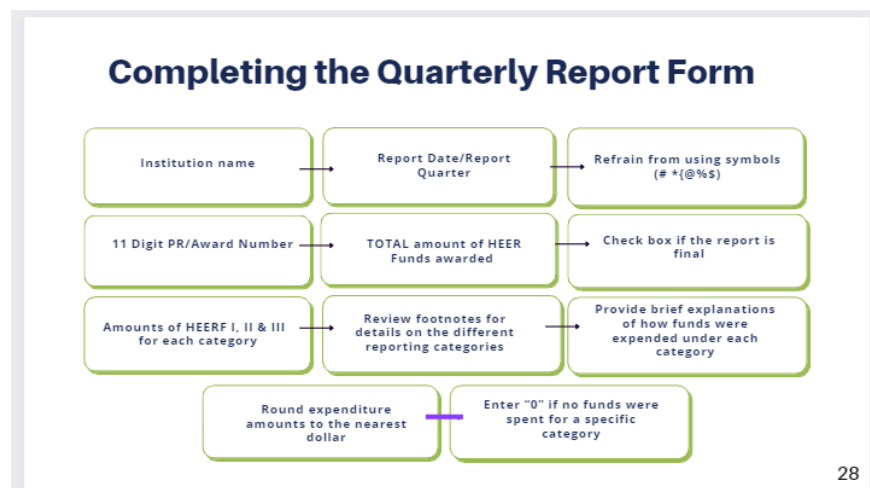 Completing the Quarterly Report Form
Institution name
Report Date/Report
Quarter
Refrain from using symbols
(# *{@%$)
11 Digit PR/Award Number
TOTAL amount of HEER
Funds awarded
Check box if the report is
final
Amounts of HEERF I, II & III
for each category
Review footnotes for
details on the different
reporting categories
Provide brief explanations
of how funds were
expended under each
category
Round expenditure
amounts to the nearest
dollar
Enter “0” if no funds were
spent for a specific
category
28